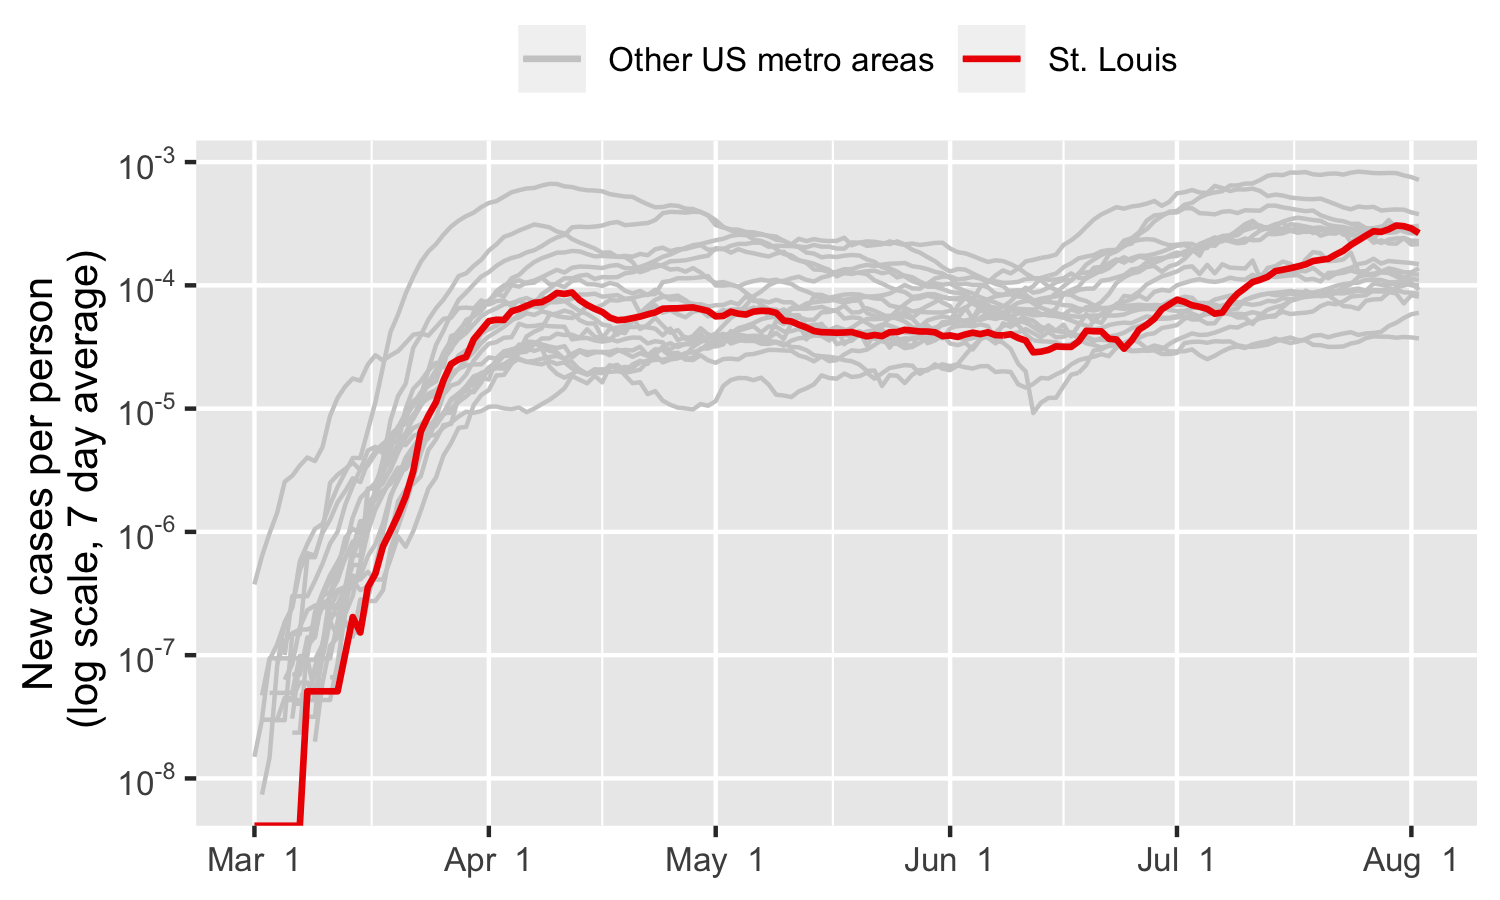 Other US metro areas St. Louis
10⁻³
10⁻⁴
10⁻⁵
10⁻⁶
10⁻⁷
10⁻⁸
New cases per person
(log scale, 7 day average)
Mar 1 Apr 1 May 1 Jun 1 Jul 1 Aug 1